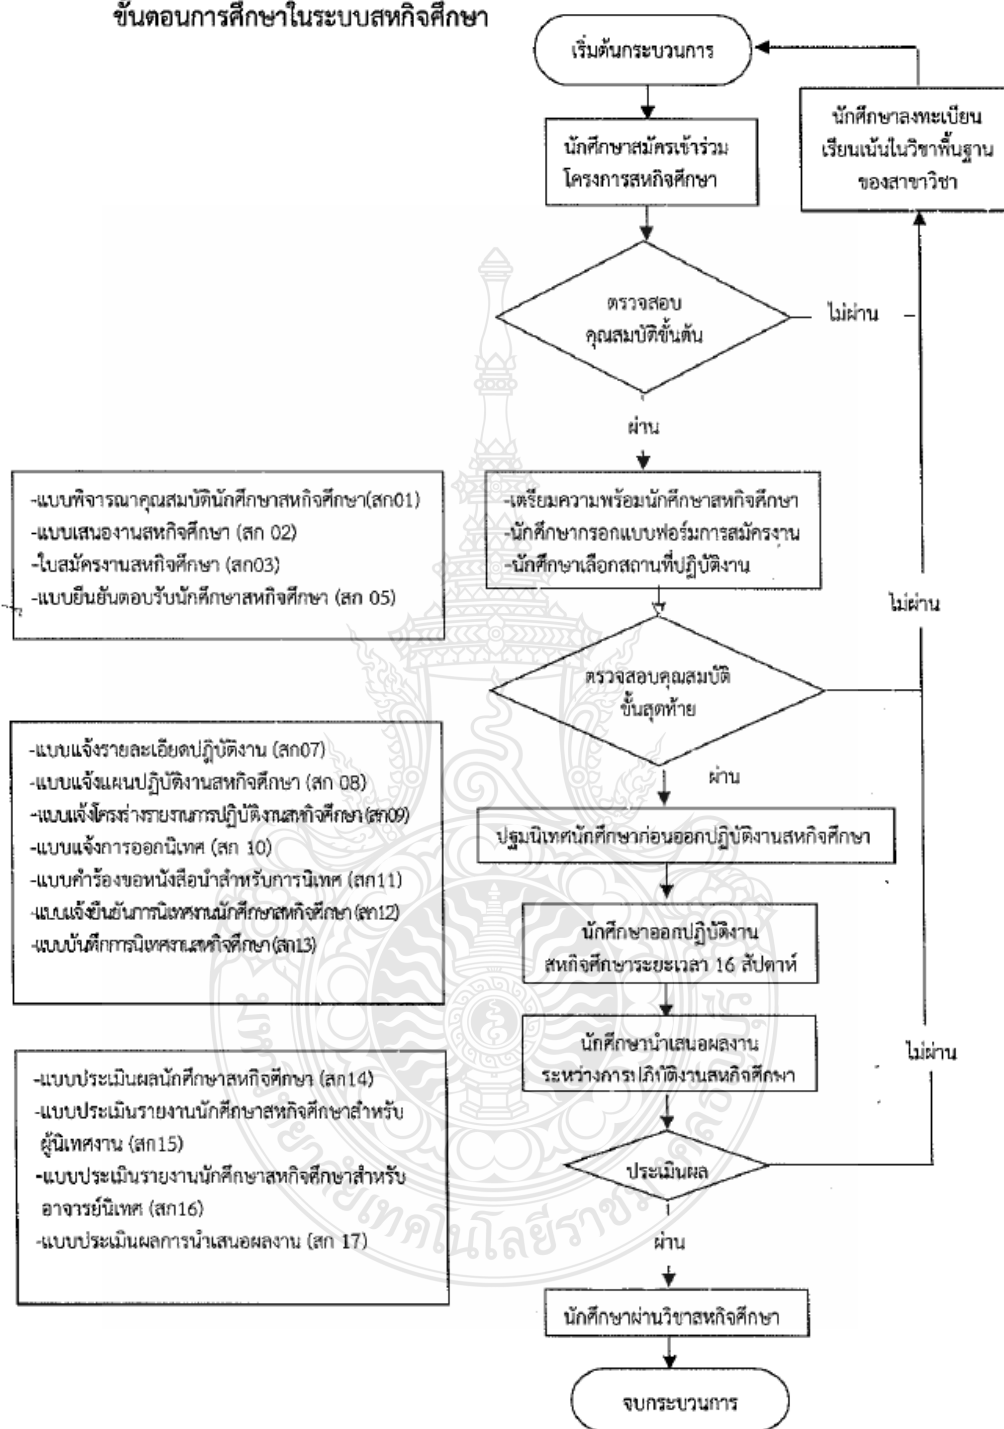 ขั้นตอนการศึกษาในระบบสหกิจศึกษา
เริ่มต้นกระบวนการ
นักศึกษาลงทะเบียน
เรียนเน้นในวิชาพื้นฐาน
ของสาขาวิชา
นักศึกษาสมัครเข้าร่วม
โครงการสหกิจศึกษา
ตรวจสอบ
คุณสมบัติขั้นต้น
ไม่ผ่าน
ผ่าน
-แบบพิจารณาคุณสมบัตินักศึกษาสหกิจศึกษา(สก01)
-แบบเสนองานสหกิจศึกษา (สก 02)
-ใบสมัครงานสหกิจศึกษา (สก03)
-แบบยืนยันตอบรับนักศึกษาสหกิจศึกษา (สก 05)
-เตรียมความพร้อมนักศึกษาสหกิจศึกษา
-นักศึกษากรอกแบบฟอร์มการสมัครงาน
-นักศึกษาเลือกสถานที่ปฏิบัติงาน
ไม่ผ่าน
ตรวจสอบคุณสมบัติ
ขั้นสุดท้าย
ผ่าน
-แบบแจ้งรายละเอียดปฏิบัติงาน (สก07)
-แบบแจ้งแผนปฏิบัติงานสหกิจศึกษา (สก 08)
-แบบแจ้งโครงร่างรายงานการปฏิบัติงานสหกิจศึกษา (สก09)
-แบบแจ้งการออกนิเทศ (สก 10)
-แบบคำร้องขอหนังสือนำสำหรับการนิเทศ (สก11)
-แบบแจ้งยืนยันการนิเทศงานนักศึกษาสหกิจศึกษา (สก12)
-แบบบันทึกการนิเทศงานสหกิจศึกษา (สก13)
ปฐมนิเทศนักศึกษาก่อนออกปฏิบัติงานสหกิจศึกษา
นักศึกษาออกปฏิบัติงาน
สหกิจศึกษาระยะเวลา 16 สัปดาห์
นักศึกษานำเสนอผลงาน
ระหว่างการปฏิบัติงานสหกิจศึกษา
ไม่ผ่าน
-แบบประเมินผลนักศึกษาสหกิจศึกษา (สก14)
-แบบประเมินรายงานนักศึกษาสหกิจศึกษาสำหรับ
ผู้นิเทศงาน (สก15)
-แบบประเมินรายงานนักศึกษาสหกิจศึกษาสำหรับ
อาจารย์นิเทศ (สก16)
-แบบประเมินผลการนำเสนอผลงาน (สก 17)
ประเมินผล
ผ่าน
นักศึกษาผ่านวิชาสหกิจศึกษา
จบกระบวนการ